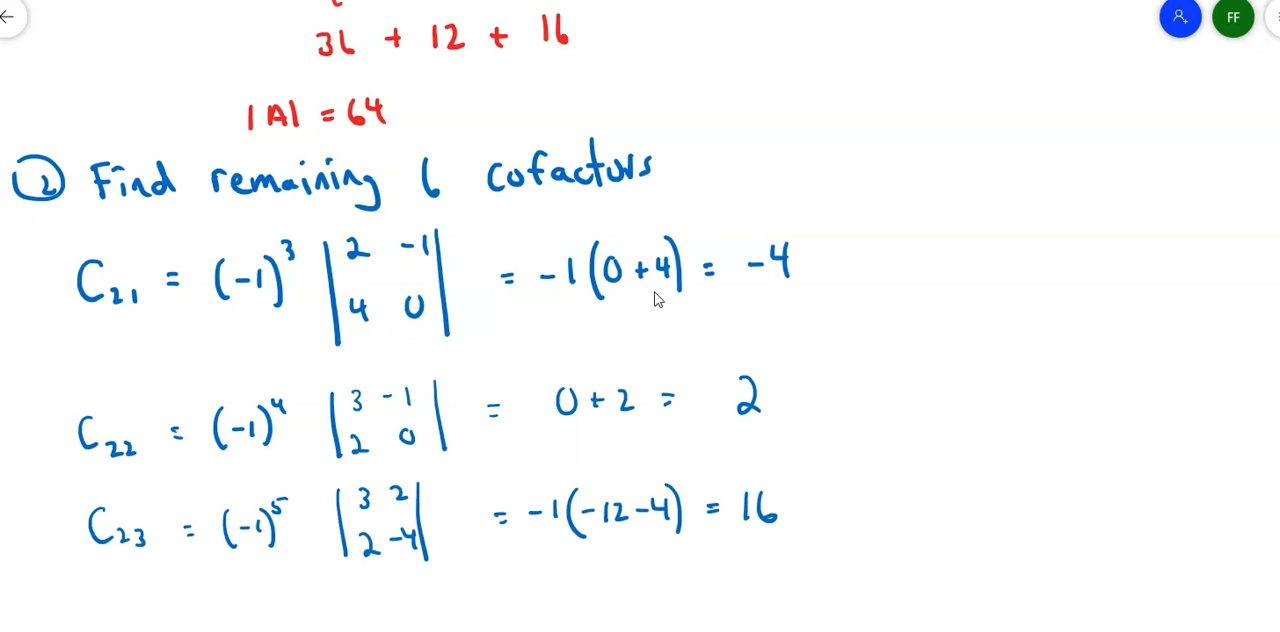 FF
36 + 12 + 16
|A| = 64
② Find remaining 6 cofactors
C₂₁ = (-1)³ | 2 -1 | = -1(0+4) = -4
| 4 0 |
C₂₂ = (-1)⁴ | 3 -1 | = 0 + 2 = 2
| 2 0 |
C₂₃ = (-1)⁵ | 3 2 | = -1(-12-4) = 16
| 2 -4 |